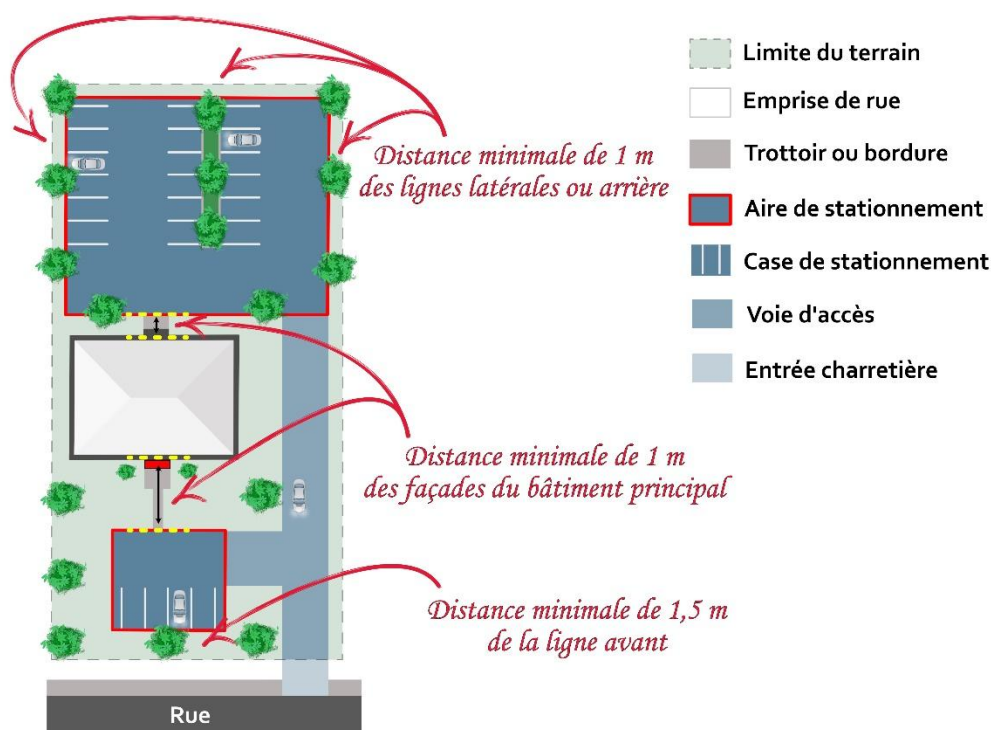 Limite du terrain
Emprise de rue
Trottoir ou bordure
Aire de stationnement
Case de stationnement
Voie d'accès
Entrée charretière
Distance minimale de 1 m
des lignes latérales ou arrière
Distance minimale de 1 m
des façades du bâtiment principal
Distance minimale de 1,5 m
de la ligne avant
Rue